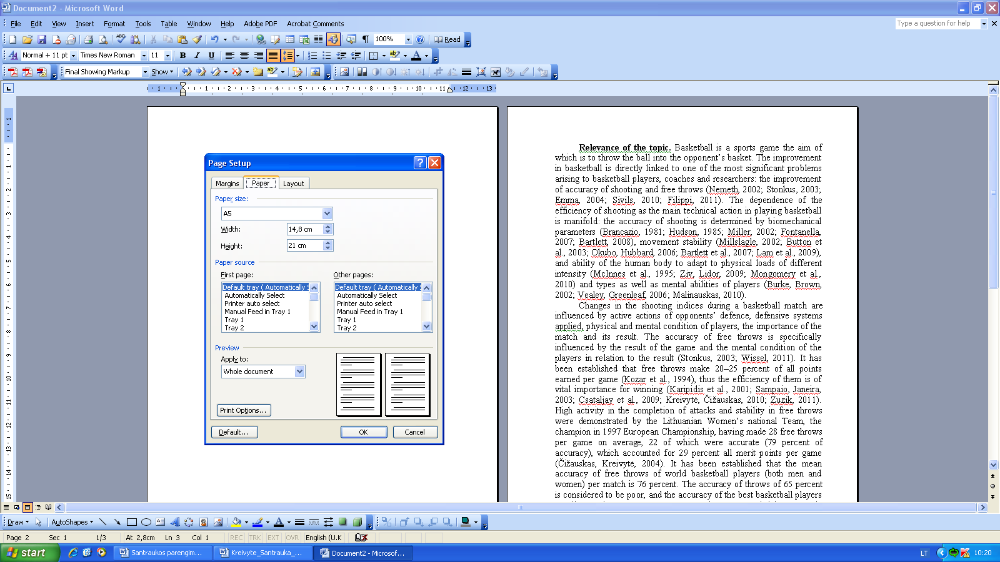 Document2 - Microsoft Word
File Edit View Insert Format Tools Table Window Help Adobe PDF Acrobat Comments
Type a question for help
100% Read
Normal + 11 pt Times New Roman 11 B I U
Final Showing Markup Show
1 1 2 3 4 5 6 7 8 9 10 11 12 13
Page Setup
Margins Paper Layout
Paper size:
A5
Width: 14,8 cm
Height: 21 cm
Paper source
First page: Other pages:
Default tray ( Automatically S Default tray ( Automatically S
Automatically Select Automatically Select
Printer auto select Printer auto select
Manual Feed in Tray 1 Manual Feed in Tray 1
Tray 1 Tray 1
Tray 2 Tray 2
Preview
Apply to:
Whole document
Print Options...
Default... OK Cancel
Relevance of the topic. Basketball is a sports game the aim of
which is to throw the ball into the opponent’s basket. The improvement
in basketball is directly linked to one of the most significant problems
arising to basketball players, coaches and researchers: the improvement
of accuracy of shooting and free throws (Nemeth, 2002; Stonkus, 2003;
Emma, 2004; Sivils, 2010; Filippi, 2011). The dependence of the
efficiency of shooting as the main technical action in playing basketball
is manifold: the accuracy of shooting is determined by biomechanical
parameters (Brancazio, 1981; Hudson, 1985; Miller, 2002; Fontanella,
2007; Bartlett, 2008), movement stability (Millslagle, 2002; Button et
al., 2003; Okubo, Hubbard, 2006; Bartlett et al., 2007; Lam et al., 2009),
and ability of the human body to adapt to physical loads of different
intensity (McInnes et al., 1995; Ziv, Lidor, 2009; Mongomery et al.,
2010) and types as well as mental abilities of players (Burke, Brown,
2002; Vealey, Greenleaf, 2006; Malinauskas, 2010).
Changes in the shooting indices during a basketball match are
influenced by active actions of opponents’ defence, defensive systems
applied, physical and mental condition of players, the importance of the
match and its result. The accuracy of free throws is specifically
influenced by the result of the game and the mental condition of the
players in relation to the result (Stonkus, 2003; Wissel, 2011). It has
been established that free throws make 20–25 percent of all points
earned per game (Kozar et al., 1994), thus the efficiency of them is of
vital importance for winning (Karipidis et al., 2001; Sampaio, Janeira,
2003; Csataljay et al., 2009; Kreivytė, Čižauskas, 2010; Zuzik, 2011).
High activity in the completion of attacks and stability in free throws
were demonstrated by the Lithuanian Women’s national Team, the
champion in 1997 European Championship, having made 28 free throws
per game on average, 22 of which were accurate (79 percent of
accuracy), which accounted for 29 percent all merit points per game
(Čižauskas, Kreivytė, 2004). It has been established that the mean
accuracy of free throws of world basketball players (both men and
women) per match is 76 percent. The accuracy of throws of 65 percent
is considered to be poor, and the accuracy of the best basketball players
Draw AutoShapes
Page 2 Sec 1 1/3 At 2,8cm Ln 3 Col 1 REC TRK EXT OVR English (U.K
start Santraukos parengim... Kreivyte_Santrauka_... Document2 - Microsof... LT 10:20